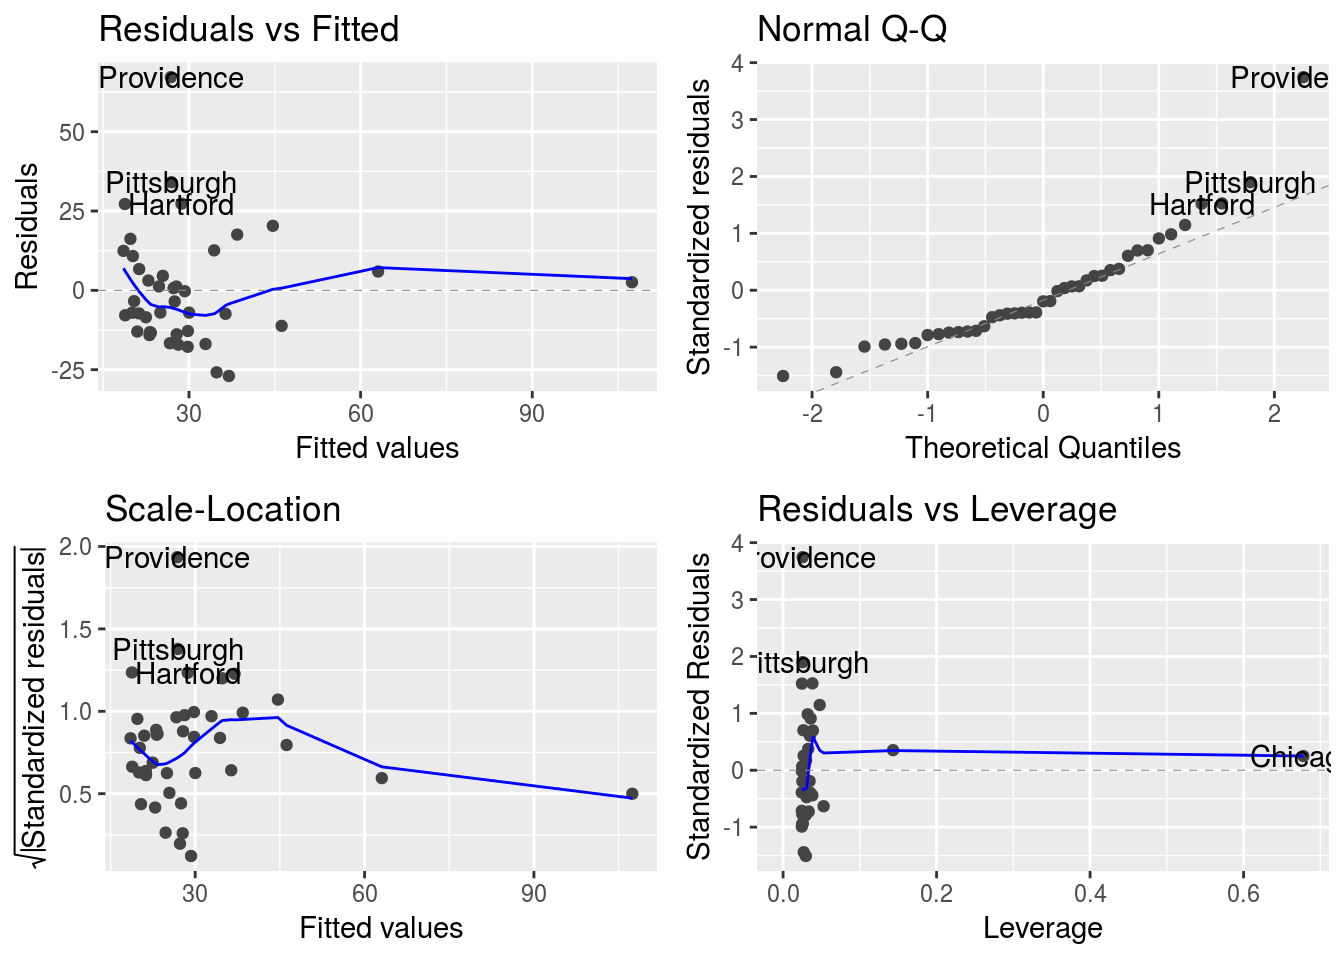 Residuals vs Fitted
Providence
Pittsburgh
Hartford
50
25
0
-25
30
60
90
Residuals
Fitted values
Normal Q-Q
Provide
Pittsburgh
Hartford
4
3
2
1
0
-1
-2
-1
0
1
2
Standardized residuals
Theoretical Quantiles
Scale-Location
Providence
Pittsburgh
Hartford
2.0
1.5
1.0
0.5
30
60
90
√|Standardized residuals|
Fitted values
Residuals vs Leverage
rovidence
ittsburgh
Chicag
4
3
2
1
0
-1
0.0
0.2
0.4
0.6
Standardized Residuals
Leverage